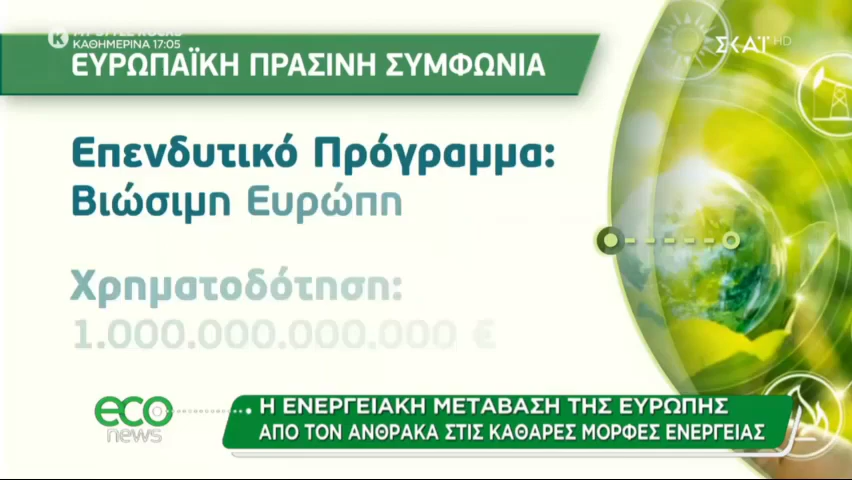 ΚΑΘΗΜΕΡΙΝΑ 17:05
ΣΚΑΪ HD
ΕΥΡΩΠΑΪΚΗ ΠΡΑΣΙΝΗ ΣΥΜΦΩΝΙΑ
Επενδυτικό Πρόγραμμα:
Βιώσιμη Ευρώπη
Χρηματοδότηση:
1.000.000.000.000 €
eco
news
Η ΕΝΕΡΓΕΙΑΚΗ ΜΕΤΑΒΑΣΗ ΤΗΣ ΕΥΡΩΠΗΣ
ΑΠΟ ΤΟΝ ΑΝΘΡΑΚΑ ΣΤΙΣ ΚΑΘΑΡΕΣ ΜΟΡΦΕΣ ΕΝΕΡΓΕΙΑΣ